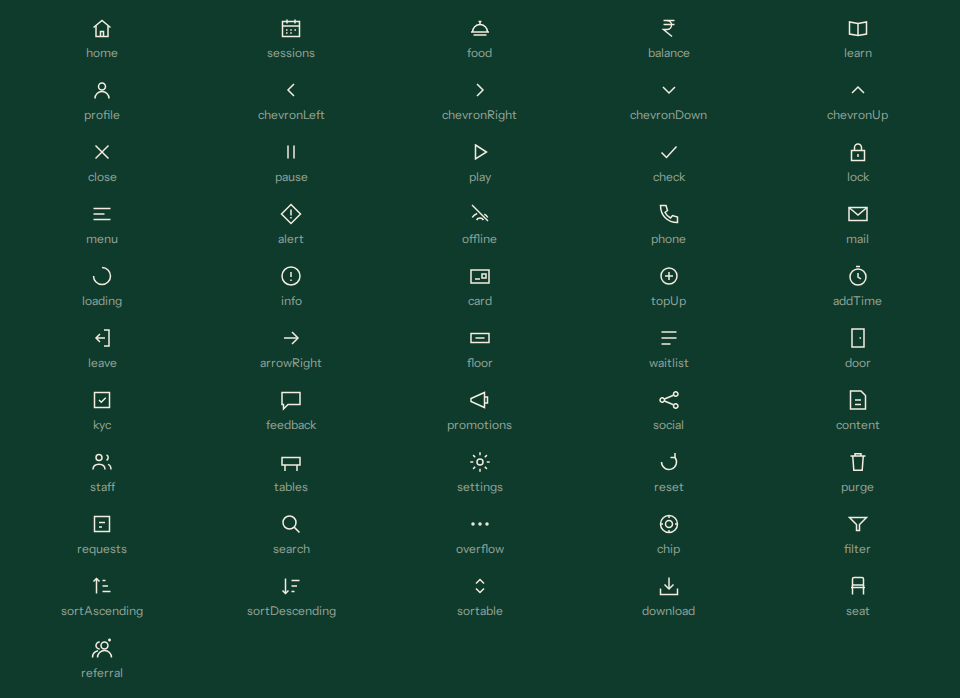 home sessions food balance learn
profile chevronLeft chevronRight chevronDown chevronUp
close pause play check lock
menu alert offline phone mail
loading info card topUp addTime
leave arrowRight floor waitlist door
kyc feedback promotions social content
staff tables settings reset purge
requests search overflow chip filter
sortAscending sortDescending sortable download seat
referral